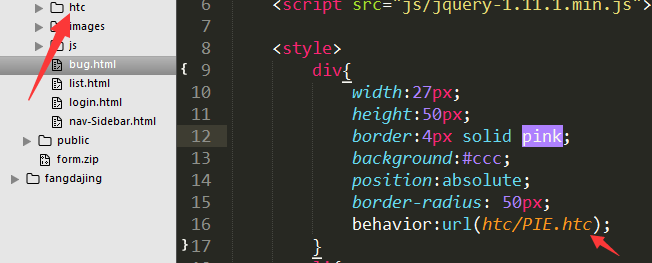 htc
images
js
bug.html
list.html
login.html
nav-Sidebar.html
public
form.zip
fangdajing
6 <script src="js/jquery-1.11.1.min.js">
7
8 <style>
9 div{
10 width:27px;
11 height:50px;
12 border:4px solid pink;
13 background:#ccc;
14 position:absolute;
15 border-radius: 50px;
16 behavior:url(htc/PIE.htc);
17 }